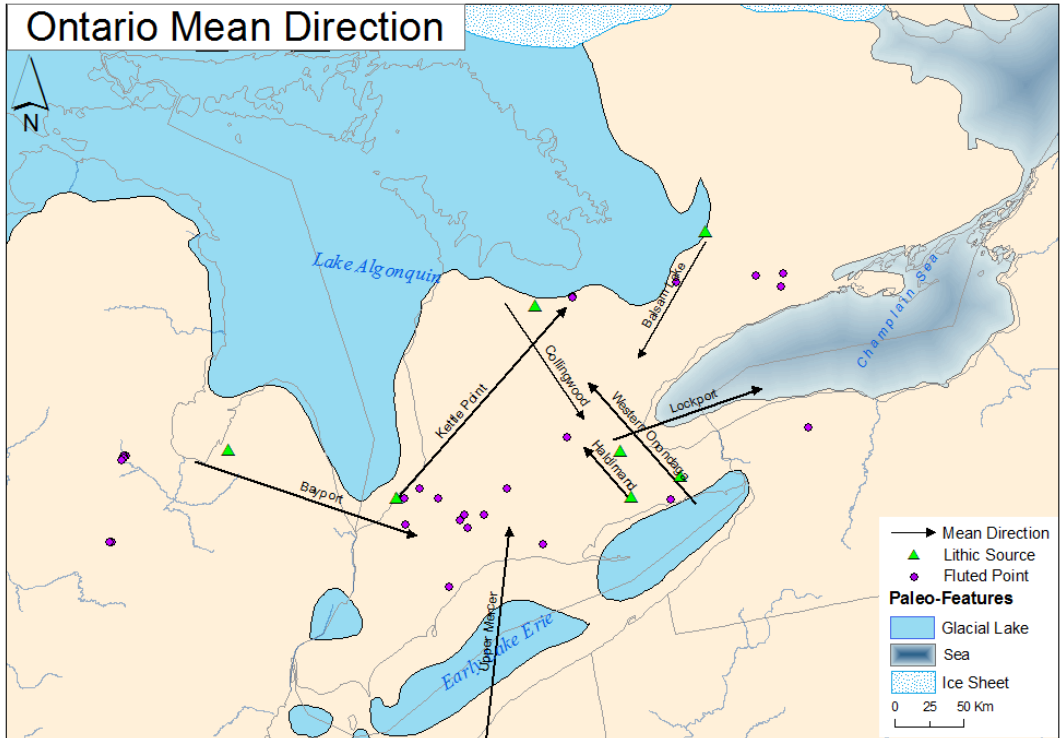 Ontario Mean Direction
N
Lake Algonquin
Champlain Sea
Balsam Lake
Collingwood
Kettle Point
Western Onondaga
Lockport
Haldimand
Bayport
Upper Mercer
Early Lake Erie
Mean Direction
Lithic Source
Fluted Point
Paleo-Features
Glacial Lake
Sea
Ice Sheet
0 25 50 Km